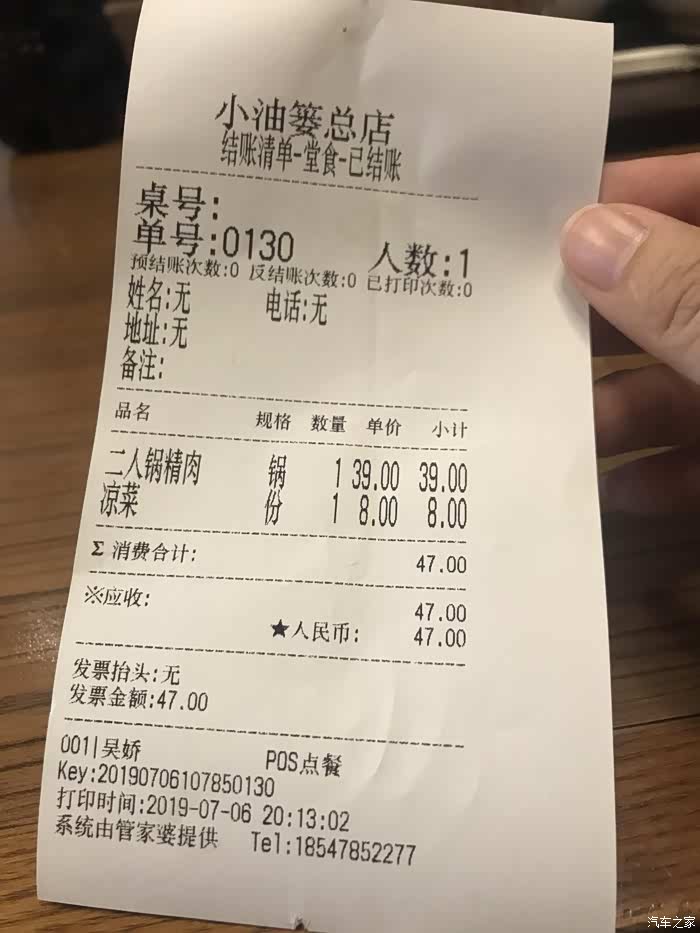 小油篓总店
结账清单-堂食-已结账
桌号:
单号:0130 人数:1
预结账次数:0 反结账次数:0 已打印次数:0
姓名:无 电话:无
地址:无
备注:
品名 规格 数量 单价 小计
二人锅精肉 锅 1 39.00 39.00
凉菜 份 1 8.00 8.00
Σ 消费合计: 47.00
※应收: 47.00
★人民币: 47.00
发票抬头:无
发票金额:47.00
001|吴娇 POS点餐
Key:20190706107850130
打印时间:2019-07-06 20:13:02
系统由管家婆提供 Tel:18547852277
汽车之家